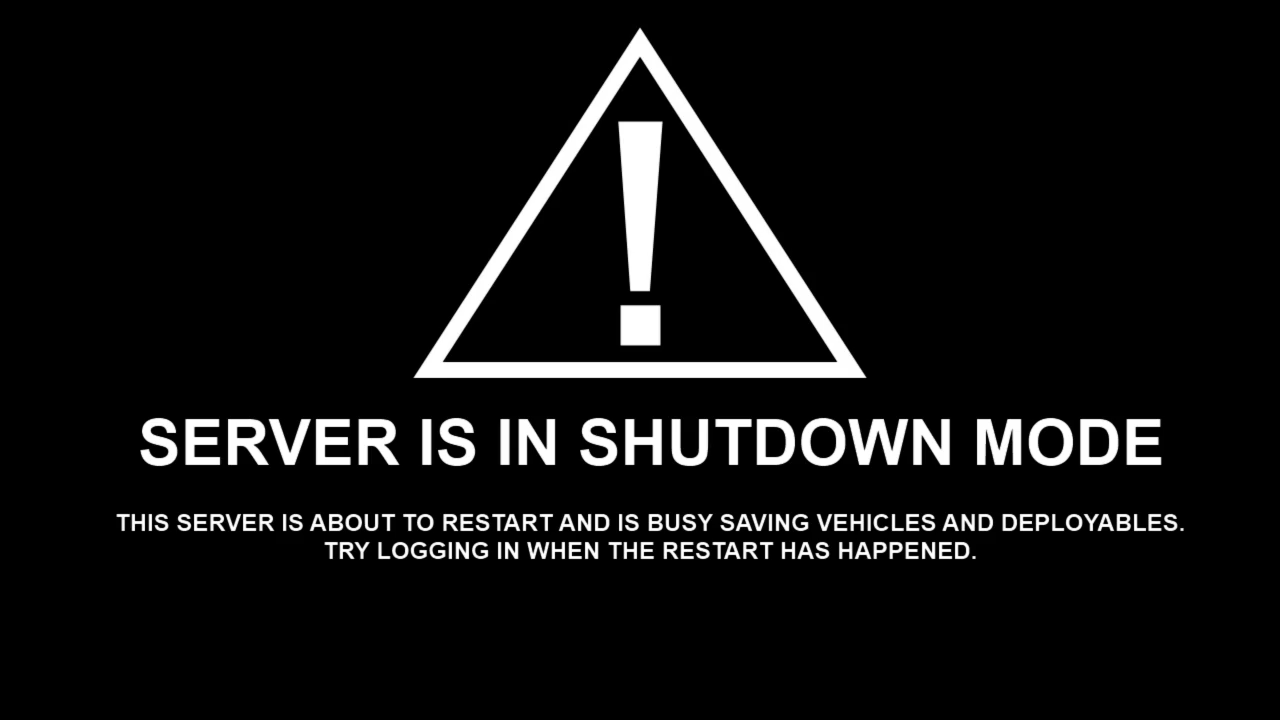 SERVER IS IN SHUTDOWN MODE
THIS SERVER IS ABOUT TO RESTART AND IS BUSY SAVING VEHICLES AND DEPLOYABLES.
TRY LOGGING IN WHEN THE RESTART HAS HAPPENED.